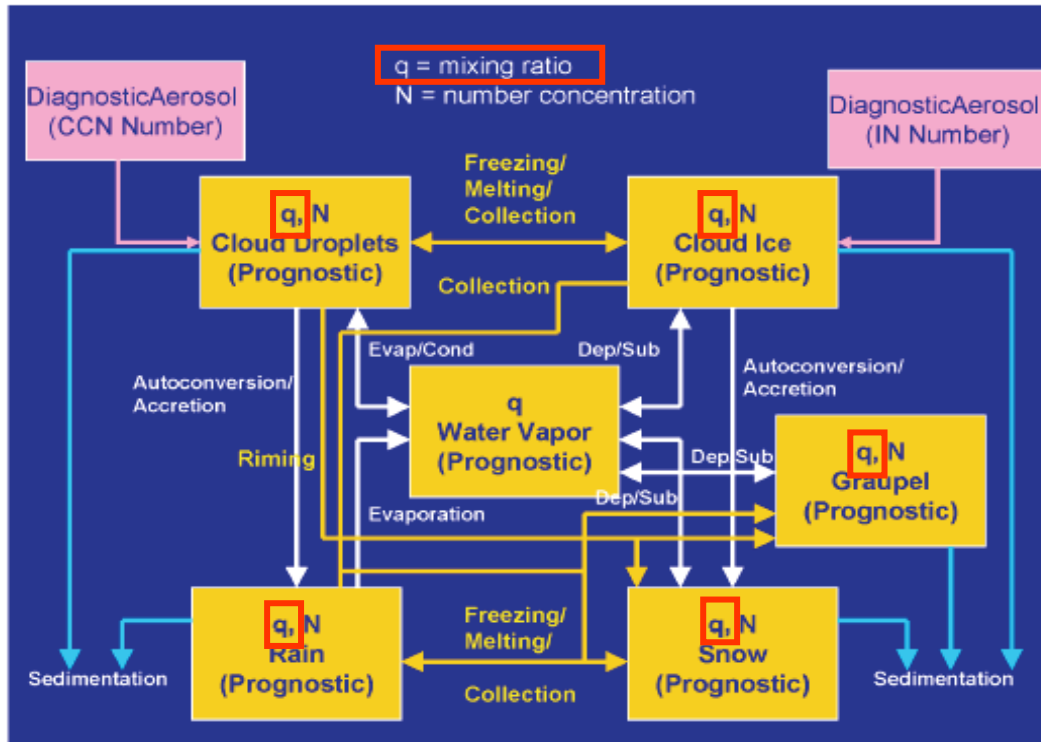 q = mixing ratio
N = number concentration
DiagnosticAerosol
(CCN Number)
DiagnosticAerosol
(IN Number)
Freezing/
Melting/
Collection
q, N
Cloud Droplets
(Prognostic)
q, N
Cloud Ice
(Prognostic)
Collection
Evap/Cond
Dep/Sub
Autoconversion/
Accretion
q
Water Vapor
(Prognostic)
Autoconversion/
Accretion
Riming
Dep/Sub
q, N
Graupel
(Prognostic)
Evaporation
Dep/Sub
q, N
Rain
(Prognostic)
Freezing/
Melting/
Collection
q, N
Snow
(Prognostic)
Sedimentation
Sedimentation